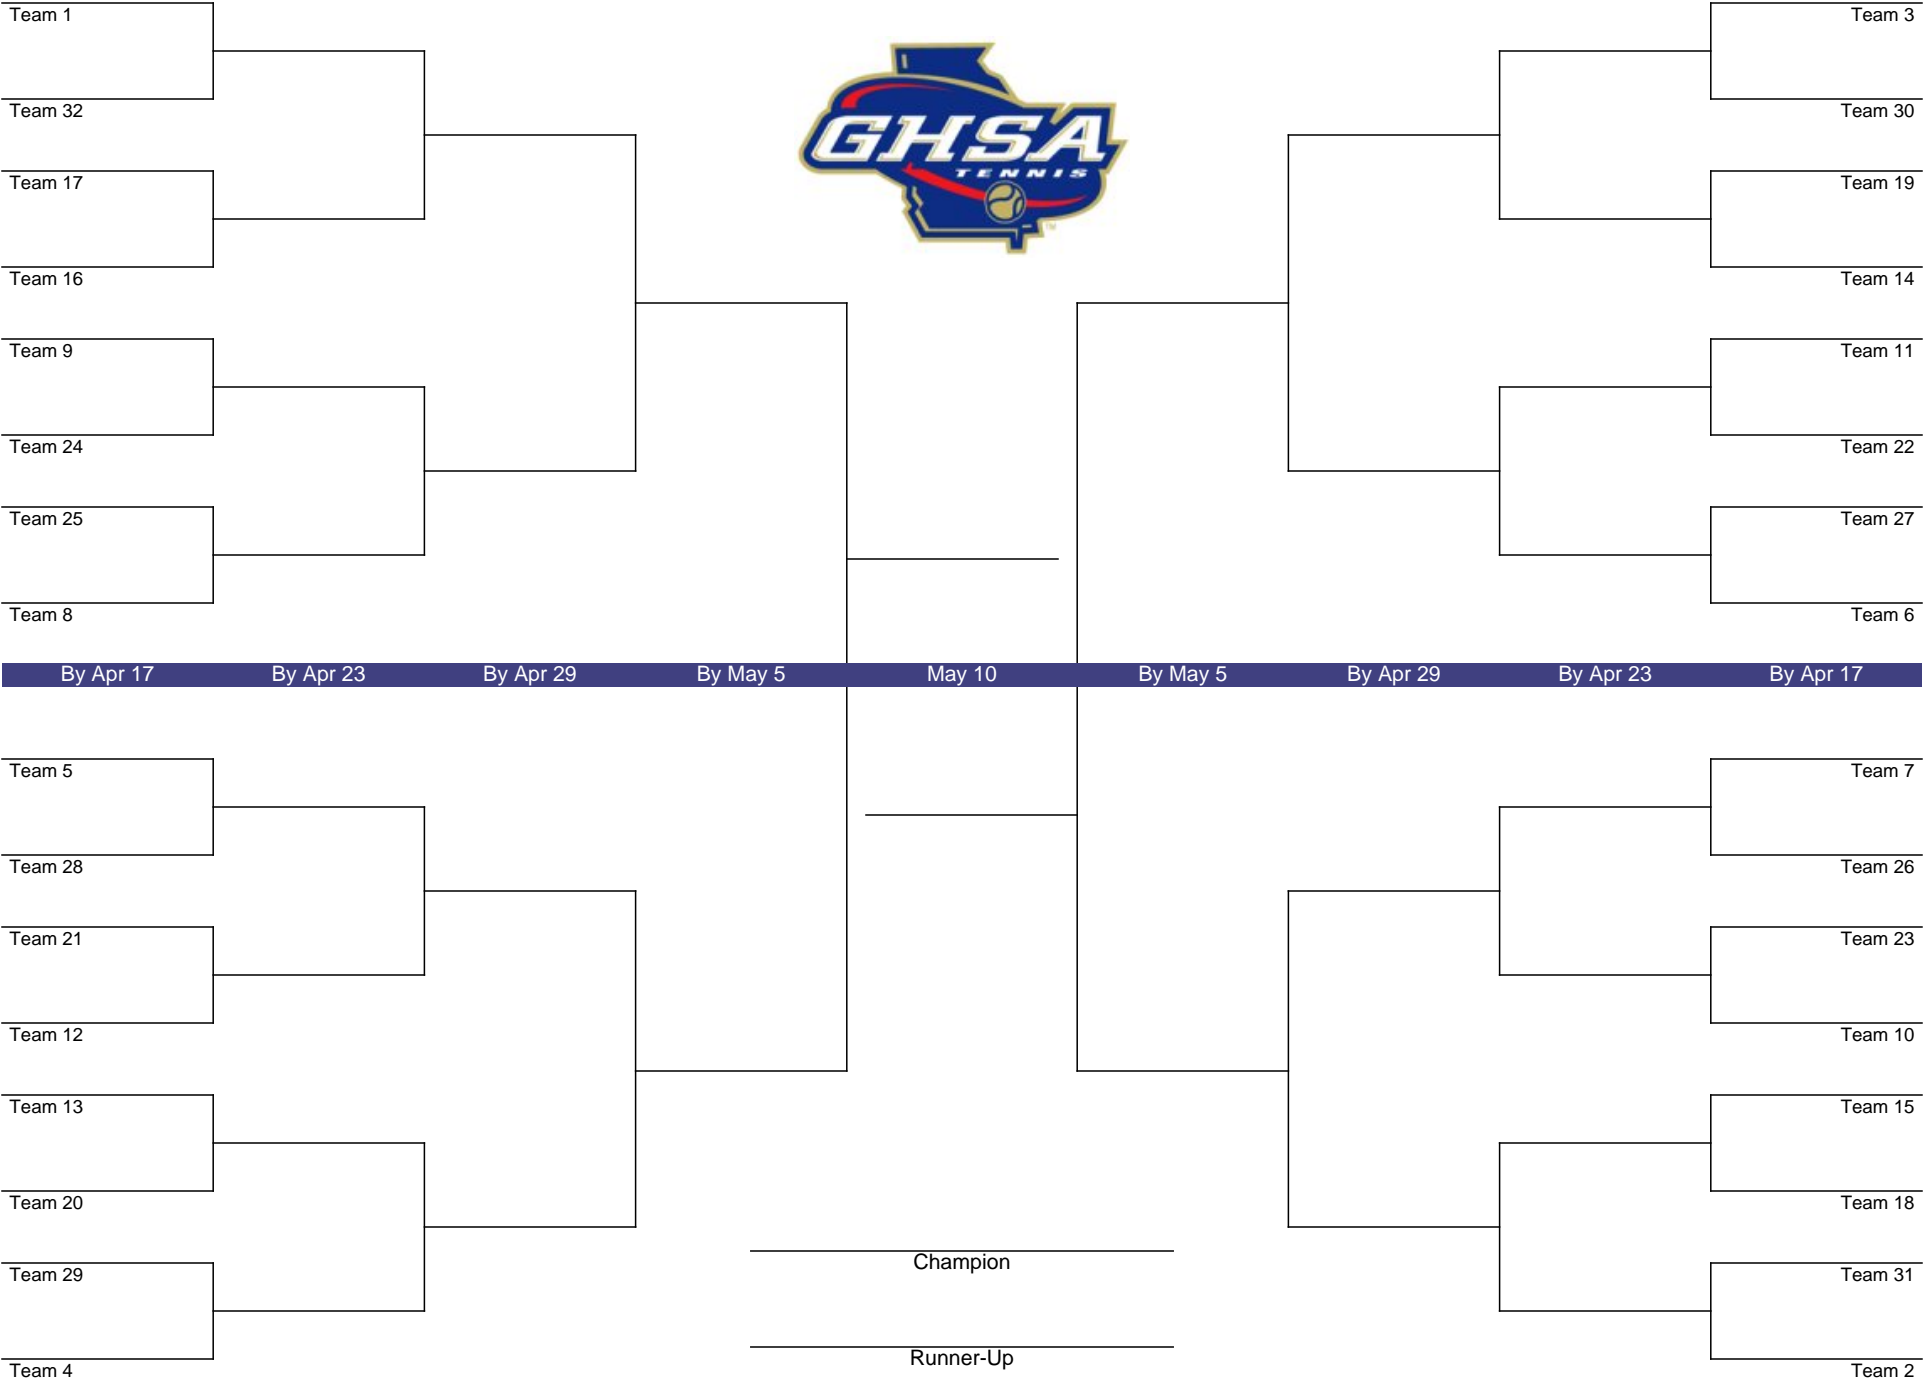 Team 1
Team 3
Team 32
Team 30
GHSA
TENNIS
Team 17
Team 19
TM
Team 16
Team 14
Team 9
Team 11
Team 24
Team 22
Team 25
Team 27
Team 8
Team 6
By Apr 17 By Apr 23 By Apr 29 By May 5 May 10 By May 5 By Apr 29 By Apr 23 By Apr 17
Team 5
Team 7
Team 28
Team 26
Team 21
Team 23
Team 12
Team 10
Team 13
Team 15
Team 20
Team 18
Champion
Team 29
Team 31
Runner-Up
Team 4
Team 2